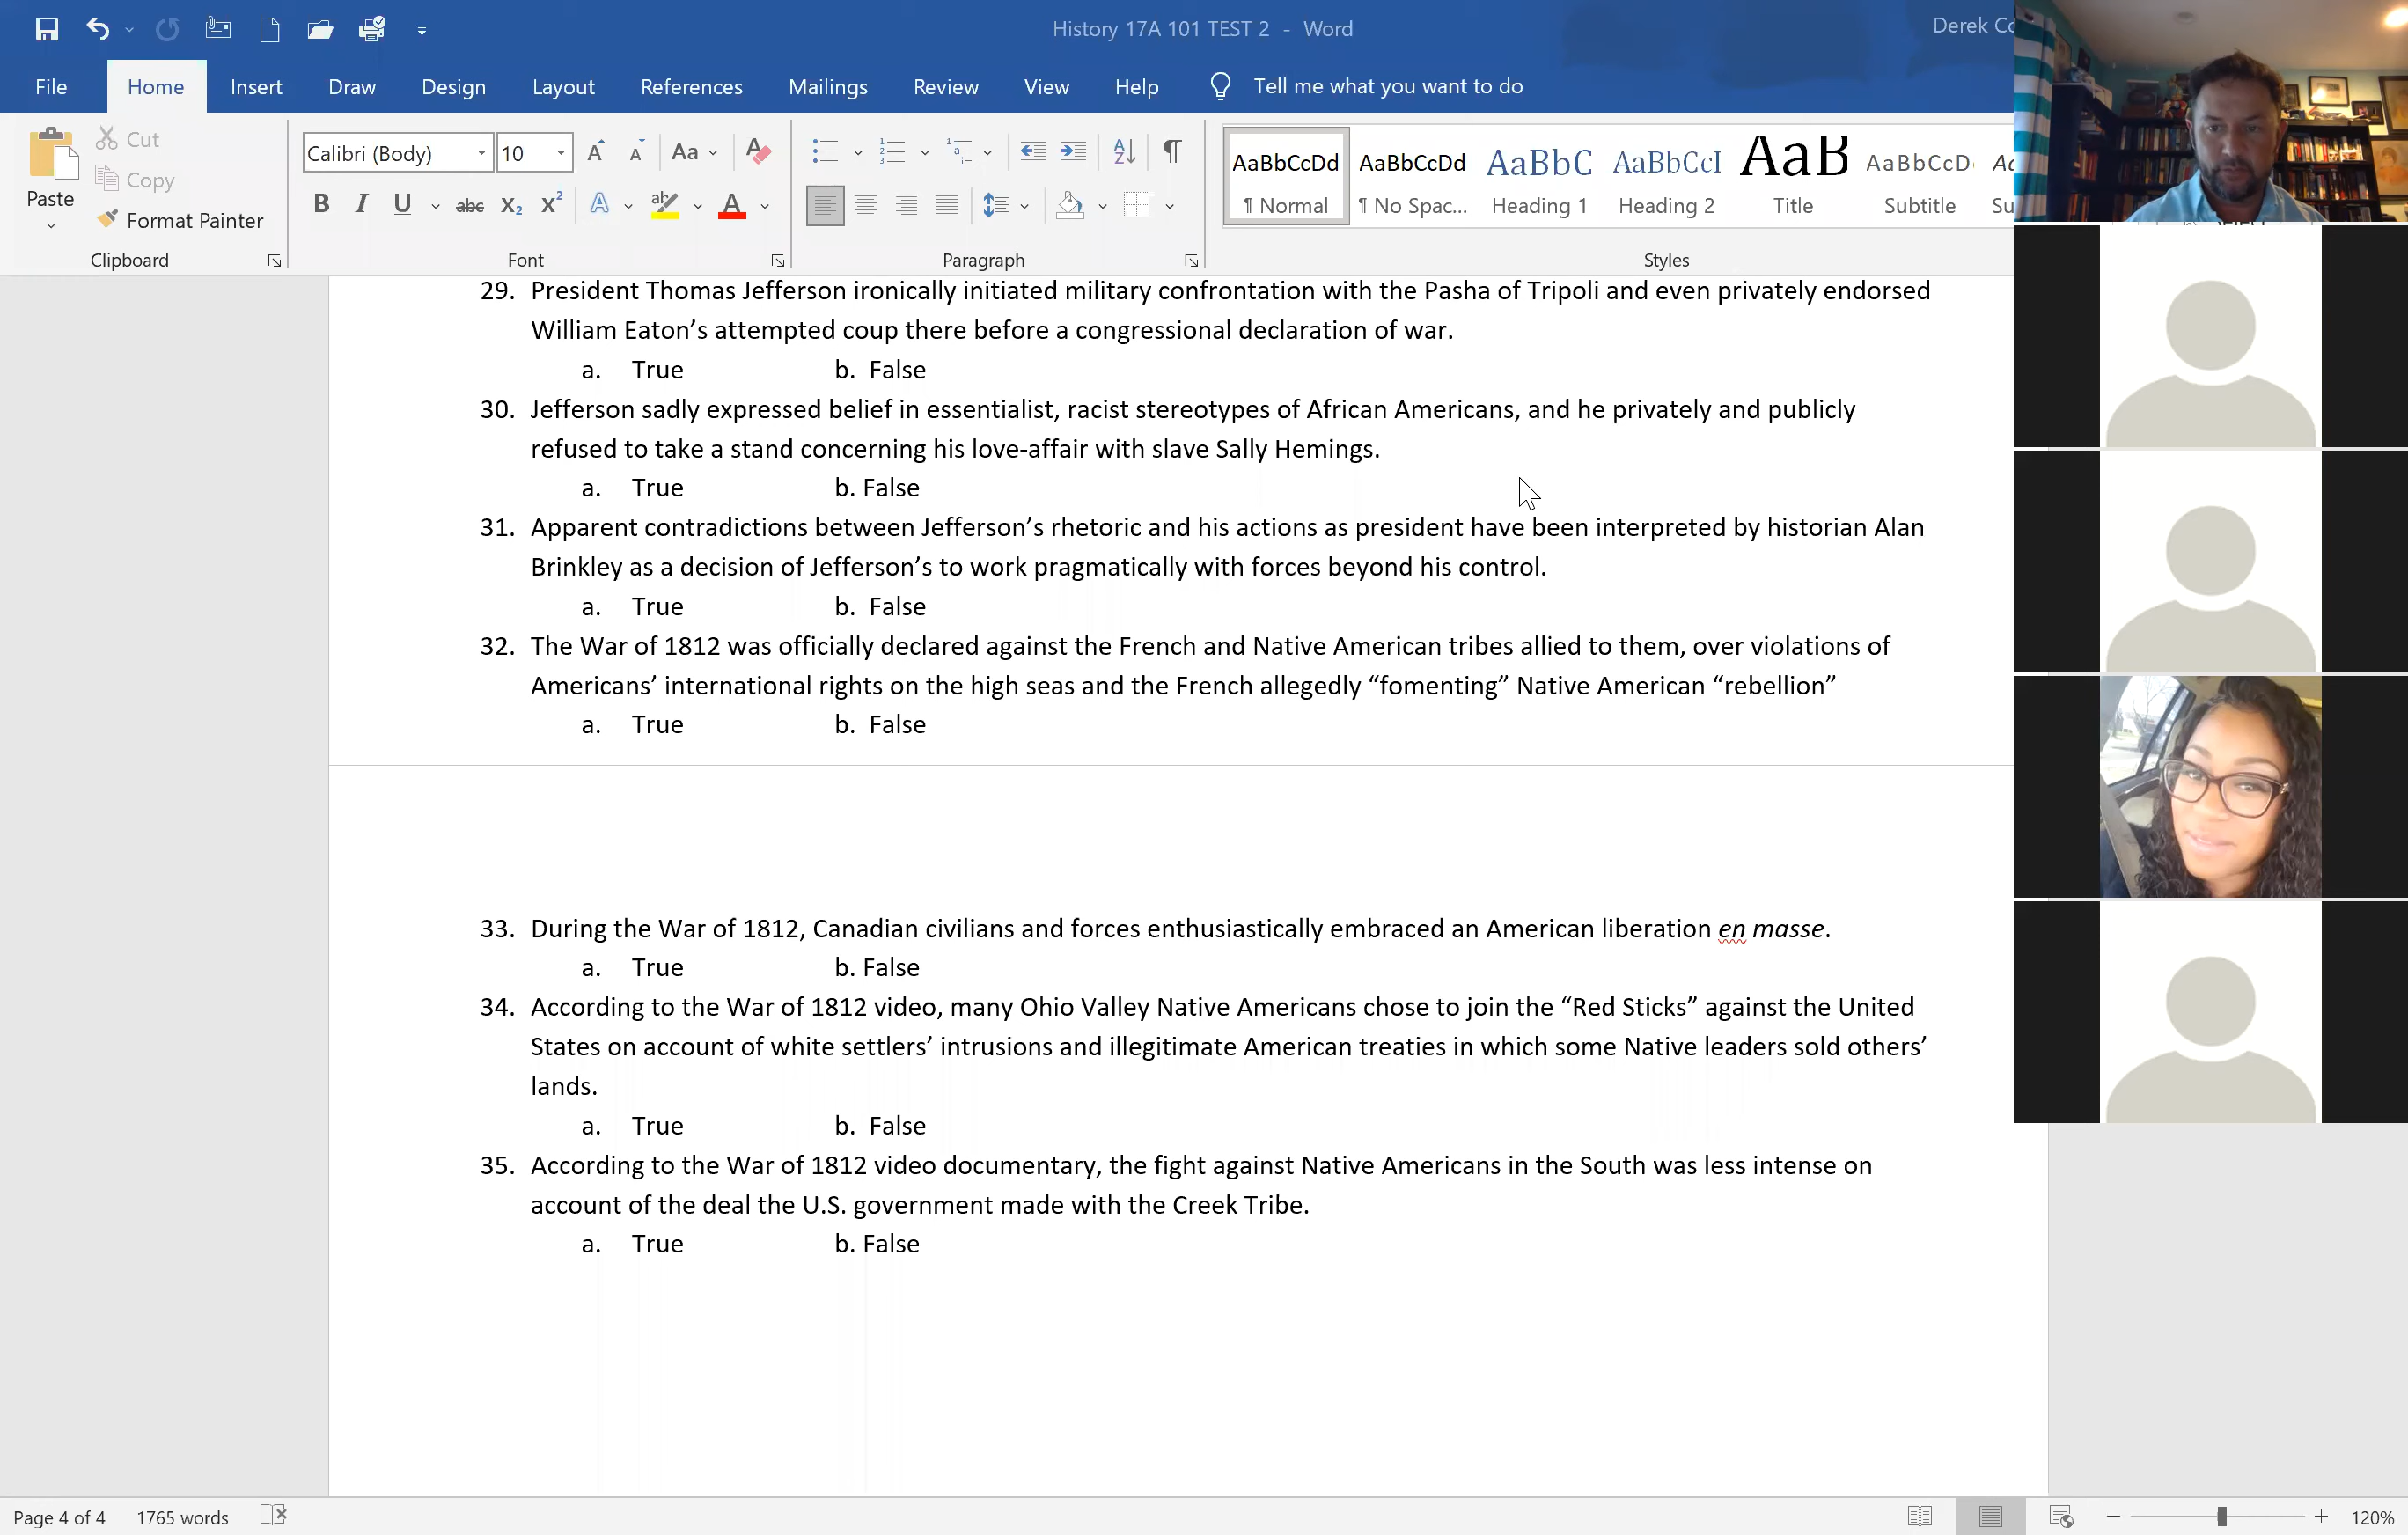 History 17A 101 TEST 2 - Word
Derek
File Home Insert Draw Design Layout References Mailings Review View Help Tell me what you want to do
Paste
Cut
Copy
Format Painter
Clipboard
Calibri (Body) 10
Font
Paragraph
AaBbCcDd AaBbCcDd AaBbC AaBbCcI AaB AaBbCcD
¶ Normal ¶ No Spac... Heading 1 Heading 2 Title Subtitle Su
Styles
29. President Thomas Jefferson ironically initiated military confrontation with the Pasha of Tripoli and even privately endorsed
William Eaton’s attempted coup there before a congressional declaration of war.
a. True b. False
30. Jefferson sadly expressed belief in essentialist, racist stereotypes of African Americans, and he privately and publicly
refused to take a stand concerning his love-affair with slave Sally Hemings.
a. True b. False
31. Apparent contradictions between Jefferson’s rhetoric and his actions as president have been interpreted by historian Alan
Brinkley as a decision of Jefferson’s to work pragmatically with forces beyond his control.
a. True b. False
32. The War of 1812 was officially declared against the French and Native American tribes allied to them, over violations of
Americans’ international rights on the high seas and the French allegedly “fomenting” Native American “rebellion”
a. True b. False
33. During the War of 1812, Canadian civilians and forces enthusiastically embraced an American liberation en masse.
a. True b. False
34. According to the War of 1812 video, many Ohio Valley Native Americans chose to join the “Red Sticks” against the United
States on account of white settlers’ intrusions and illegitimate American treaties in which some Native leaders sold others’
lands.
a. True b. False
35. According to the War of 1812 video documentary, the fight against Native Americans in the South was less intense on
account of the deal the U.S. government made with the Creek Tribe.
a. True b. False
Page 4 of 4 1765 words
120%